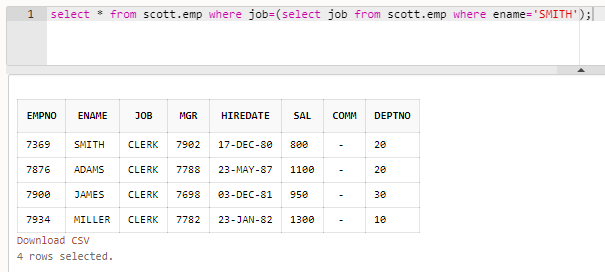 1 select * from scott.emp where job=(select job from scott.emp where ename='SMITH');
EMPNO ENAME JOB MGR HIREDATE SAL COMM DEPTNO
7369 SMITH CLERK 7902 17-DEC-80 800 - 20
7876 ADAMS CLERK 7788 23-MAY-87 1100 - 20
7900 JAMES CLERK 7698 03-DEC-81 950 - 30
7934 MILLER CLERK 7782 23-JAN-82 1300 - 10
Download CSV
4 rows selected.